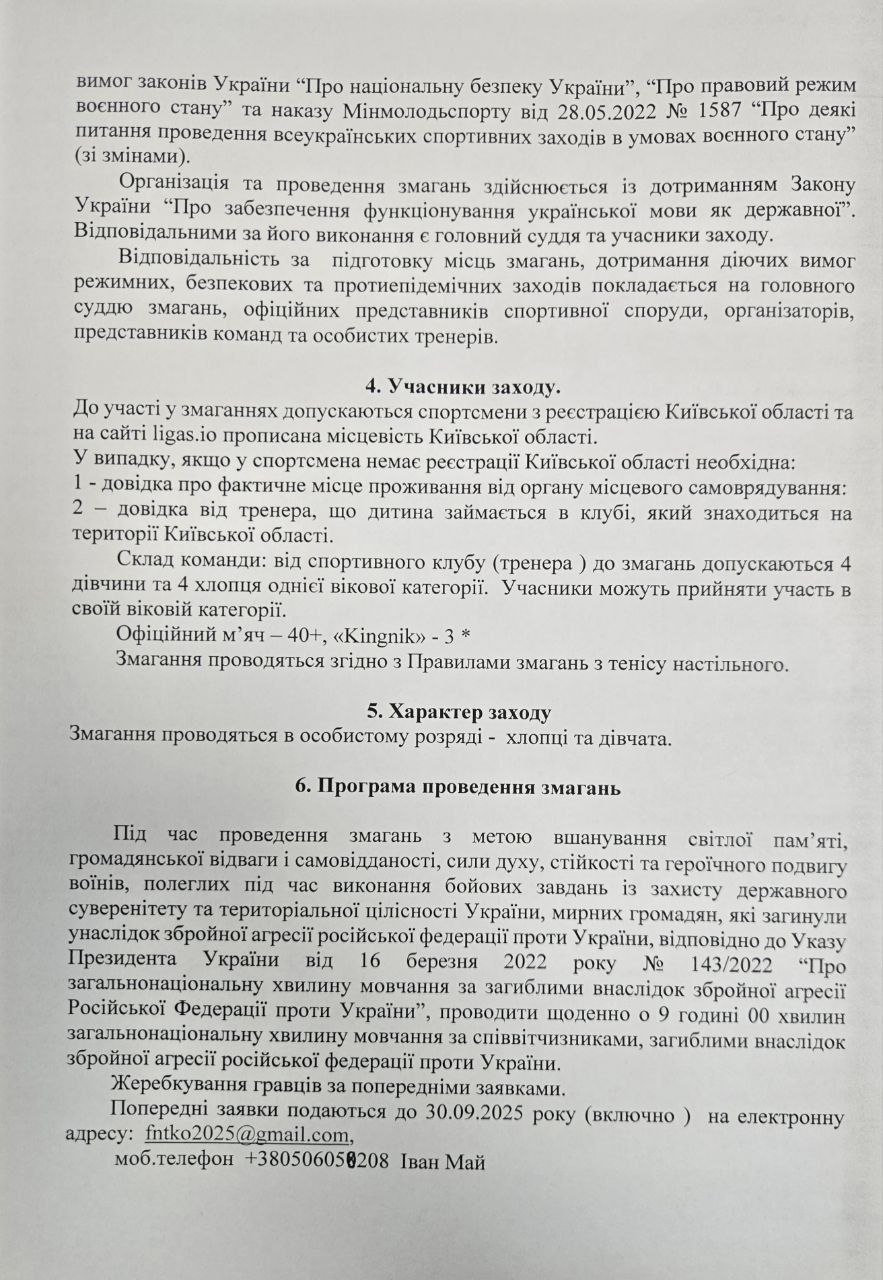 вимог законів України “Про національну безпеку України”, “Про правовий режим
воєнного стану” та наказу Мінмолодьспорту від 28.05.2022 № 1587 “Про деякі
питання проведення всеукраїнських спортивних заходів в умовах воєнного стану”
(зі змінами).
Організація та проведення змагань здійснюється із дотриманням Закону
України “Про забезпечення функціонування української мови як державної”.
Відповідальними за його виконання є головний суддя та учасники заходу.
Відповідальність за підготовку місць змагань, дотримання діючих вимог
режимних, безпекових та протиепідемічних заходів покладається на головного
суддю змагань, офіційних представників спортивної споруди, організаторів,
представників команд та особистих тренерів.
4. Учасники заходу.
До участі у змаганнях допускаються спортсмени з реєстрацією Київської області та
на сайті ligas.io прописана місцевість Київської області.
У випадку, якщо у спортсмена немає реєстрації Київської області необхідна:
1 - довідка про фактичне місце проживання від органу місцевого самоврядування:
2 – довідка від тренера, що дитина займається в клубі, який знаходиться на
території Київської області.
Склад команди: від спортивного клубу (тренера ) до змагань допускаються 4
дівчини та 4 хлопця однієї вікової категорії. Учасники можуть прийняти участь в
своїй віковій категорії.
Офіційний м’яч – 40+, «Kingnik» - 3 *
Змагання проводяться згідно з Правилами змагань з тенісу настільного.
5. Характер заходу
Змагання проводяться в особистому розряді - хлопці та дівчата.
6. Програма проведення змагань
Під час проведення змагань з метою вшанування світлої пам’яті,
громадянської відваги і самовідданості, сили духу, стійкості та героїчного подвигу
воїнів, полеглих під час виконання бойових завдань із захисту державного
суверенітету та територіальної цілісності України, мирних громадян, які загинули
унаслідок збройної агресії російської федерації проти України, відповідно до Указу
Президента України від 16 березня 2022 року № 143/2022 “Про
загальнонаціональну хвилину мовчання за загиблими внаслідок збройної агресії
Російської Федерації проти України”, проводити щоденно о 9 годині 00 хвилин
загальнонаціональну хвилину мовчання за співвітчизниками, загиблими внаслідок
збройної агресії російської федерації проти України.
Жеребкування гравців за попередніми заявками.
Попередні заявки подаються до 30.09.2025 року (включно ) на електронну
адресу: fntko2025@gmail.com,
моб.телефон Іван Май